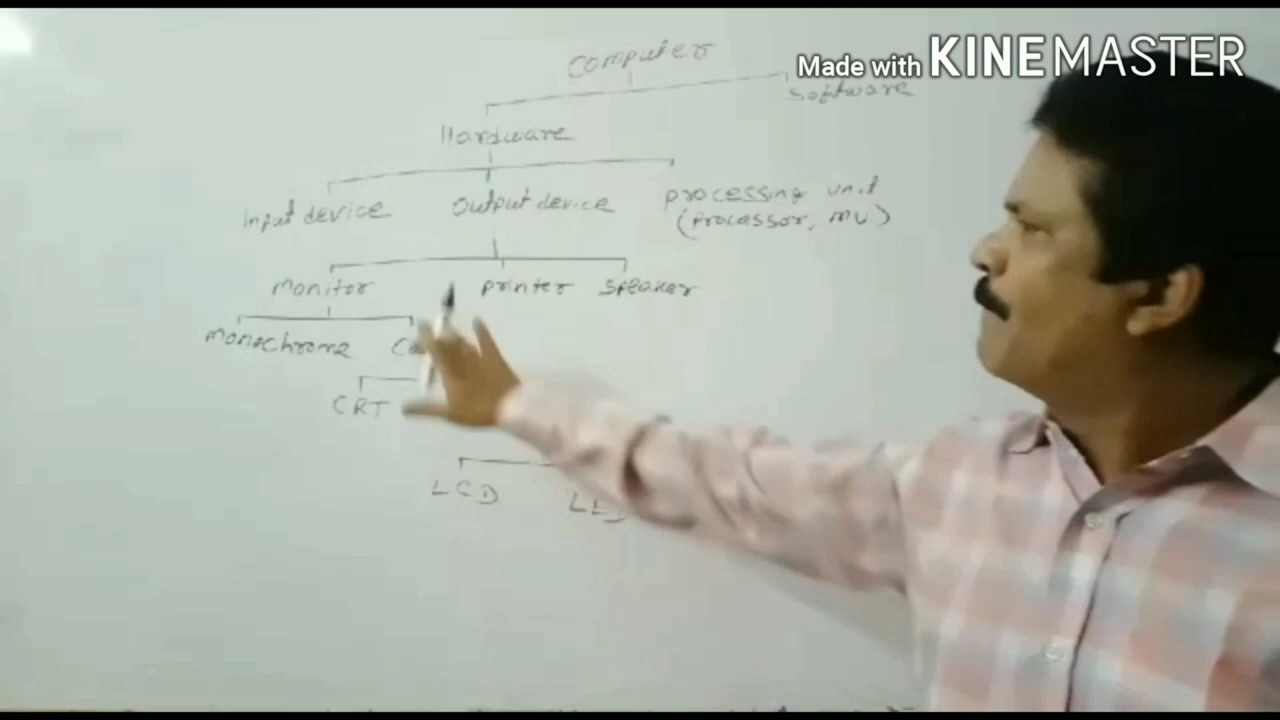 Computer
Made with KINEMASTER
Software
Hardware
Input device Output device processing unit
(procassor, MU)
Monitor printer speaker
Monochrome
CRT
LCD LED